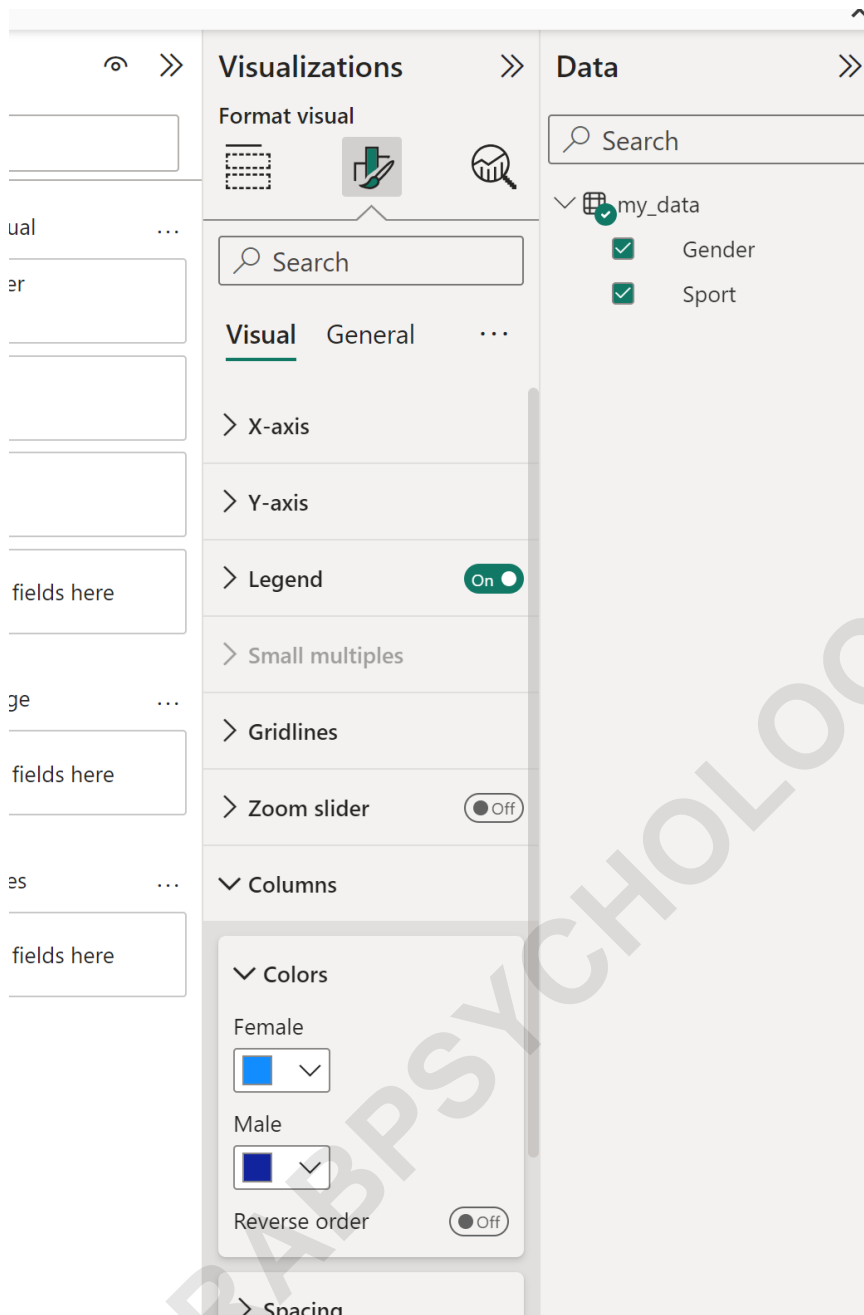 Visualizations
Data
Format visual
Search
my_data
ual
...
Gender
Search
er
Sport
Visual
General
...
X-axis
Y-axis
Legend
On
fields here
Small multiples
ge
...
Gridlines
fields here
Zoom slider
Off
es
...
Columns
fields here
Colors
Female
Male
Reverse order
Off
Spacing